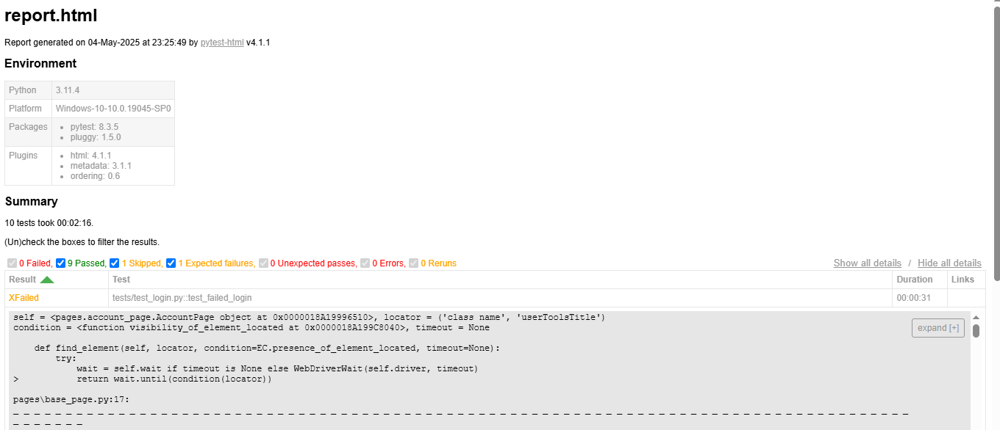 report.html
Report generated on 04-May-2025 at 23:25:49 by pytest-html v4.1.1
Environment
Python 3.11.4
Platform Windows-10-10.0.19045-SP0
Packages • pytest: 8.3.5
• pluggy: 1.5.0
Plugins • html: 4.1.1
• metadata: 3.1.1
• ordering: 0.6
Summary
10 tests took 00:02:16.
(Un)check the boxes to filter the results.
0 Failed, 9 Passed, 1 Skipped, 1 Expected failures, 0 Unexpected passes, 0 Errors, 0 Reruns Show all details / Hide all details
Result Test Duration Links
XFailed tests/test_login.py::test_failed_login 00:00:31
self = <pages.account_page.AccountPage object at 0x0000018A19996510>, locator = ('class name', 'userToolsTitle')
condition = <function visibility_of_element_located at 0x0000018A199C8040>, timeout = None
expand [+]
def find_element(self, locator, condition=EC.presence_of_element_located, timeout=None):
try:
wait = self.wait if timeout is None else WebDriverWait(self.driver, timeout)
> return wait.until(condition(locator))
pages\base_page.py:17:
_ _ _ _ _ _ _ _ _ _ _ _ _ _ _ _ _ _ _ _ _ _ _ _ _ _ _ _ _ _ _ _ _ _ _ _ _ _ _ _ _ _ _ _ _ _ _ _ _ _ _ _ _ _ _ _ _ _ _ _ _ _ _ _ _ _ _ _ _ _ _ _ _ _ _ _ _ _ _ _ _ _ _ _ _ _ _
_ _ _ _ _ _ _